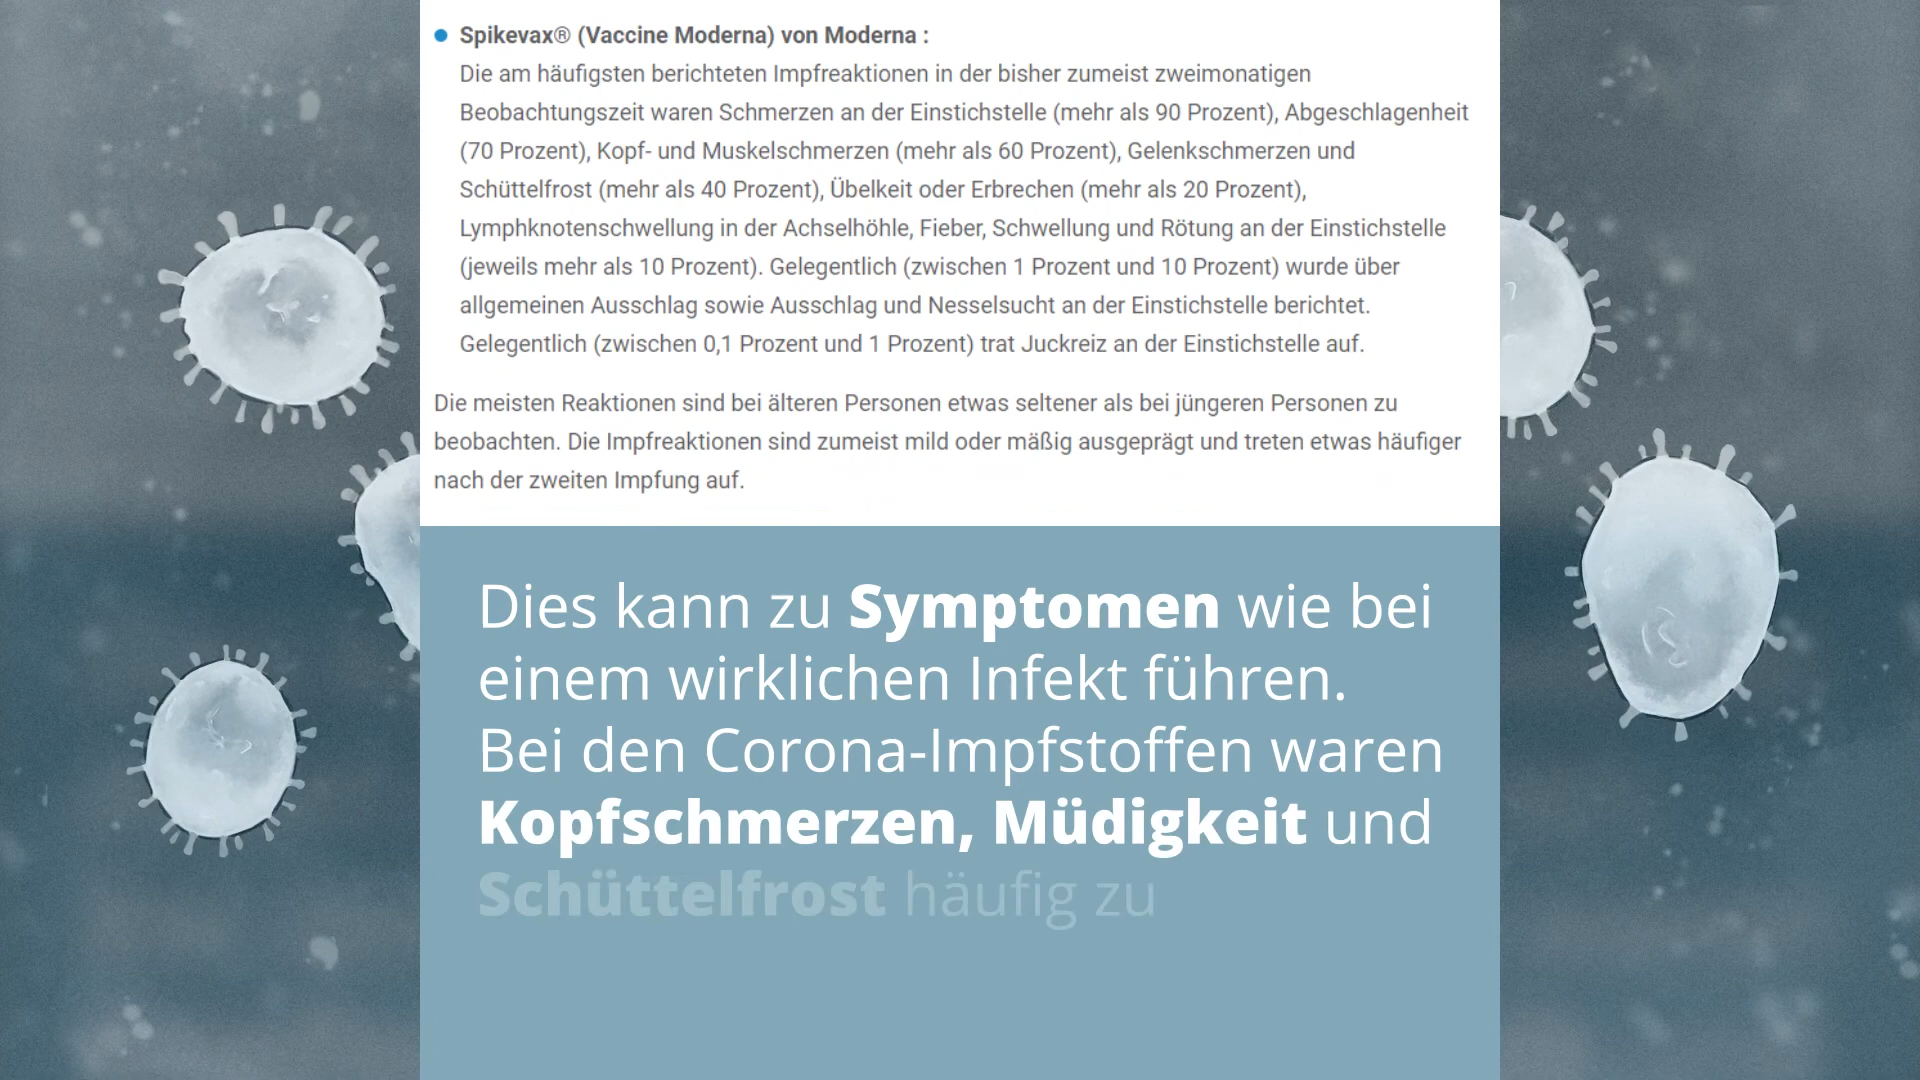 Spikevax® (Vaccine Moderna) von Moderna :
Die am häufigsten berichteten Impfreaktionen in der bisher zumeist zweimonatigen
Beobachtungszeit waren Schmerzen an der Einstichstelle (mehr als 90 Prozent), Abgeschlagenheit
(70 Prozent), Kopf- und Muskelschmerzen (mehr als 60 Prozent), Gelenkschmerzen und
Schüttelfrost (mehr als 40 Prozent), Übelkeit oder Erbrechen (mehr als 20 Prozent),
Lymphknotenschwellung in der Achselhöhle, Fieber, Schwellung und Rötung an der Einstichstelle
(jeweils mehr als 10 Prozent). Gelegentlich (zwischen 1 Prozent und 10 Prozent) wurde über
allgemeinen Ausschlag sowie Ausschlag und Nesselsucht an der Einstichstelle berichtet.
Gelegentlich (zwischen 0,1 Prozent und 1 Prozent) trat Juckreiz an der Einstichstelle auf.
Die meisten Reaktionen sind bei älteren Personen etwas seltener als bei jüngeren Personen zu
beobachten. Die Impfreaktionen sind zumeist mild oder mäßig ausgeprägt und treten etwas häufiger
nach der zweiten Impfung auf.
Dies kann zu Symptomen wie bei
einem wirklichen Infekt führen.
Bei den Corona-Impfstoffen waren
Kopfschmerzen, Müdigkeit und
Schüttelfrost häufig zu